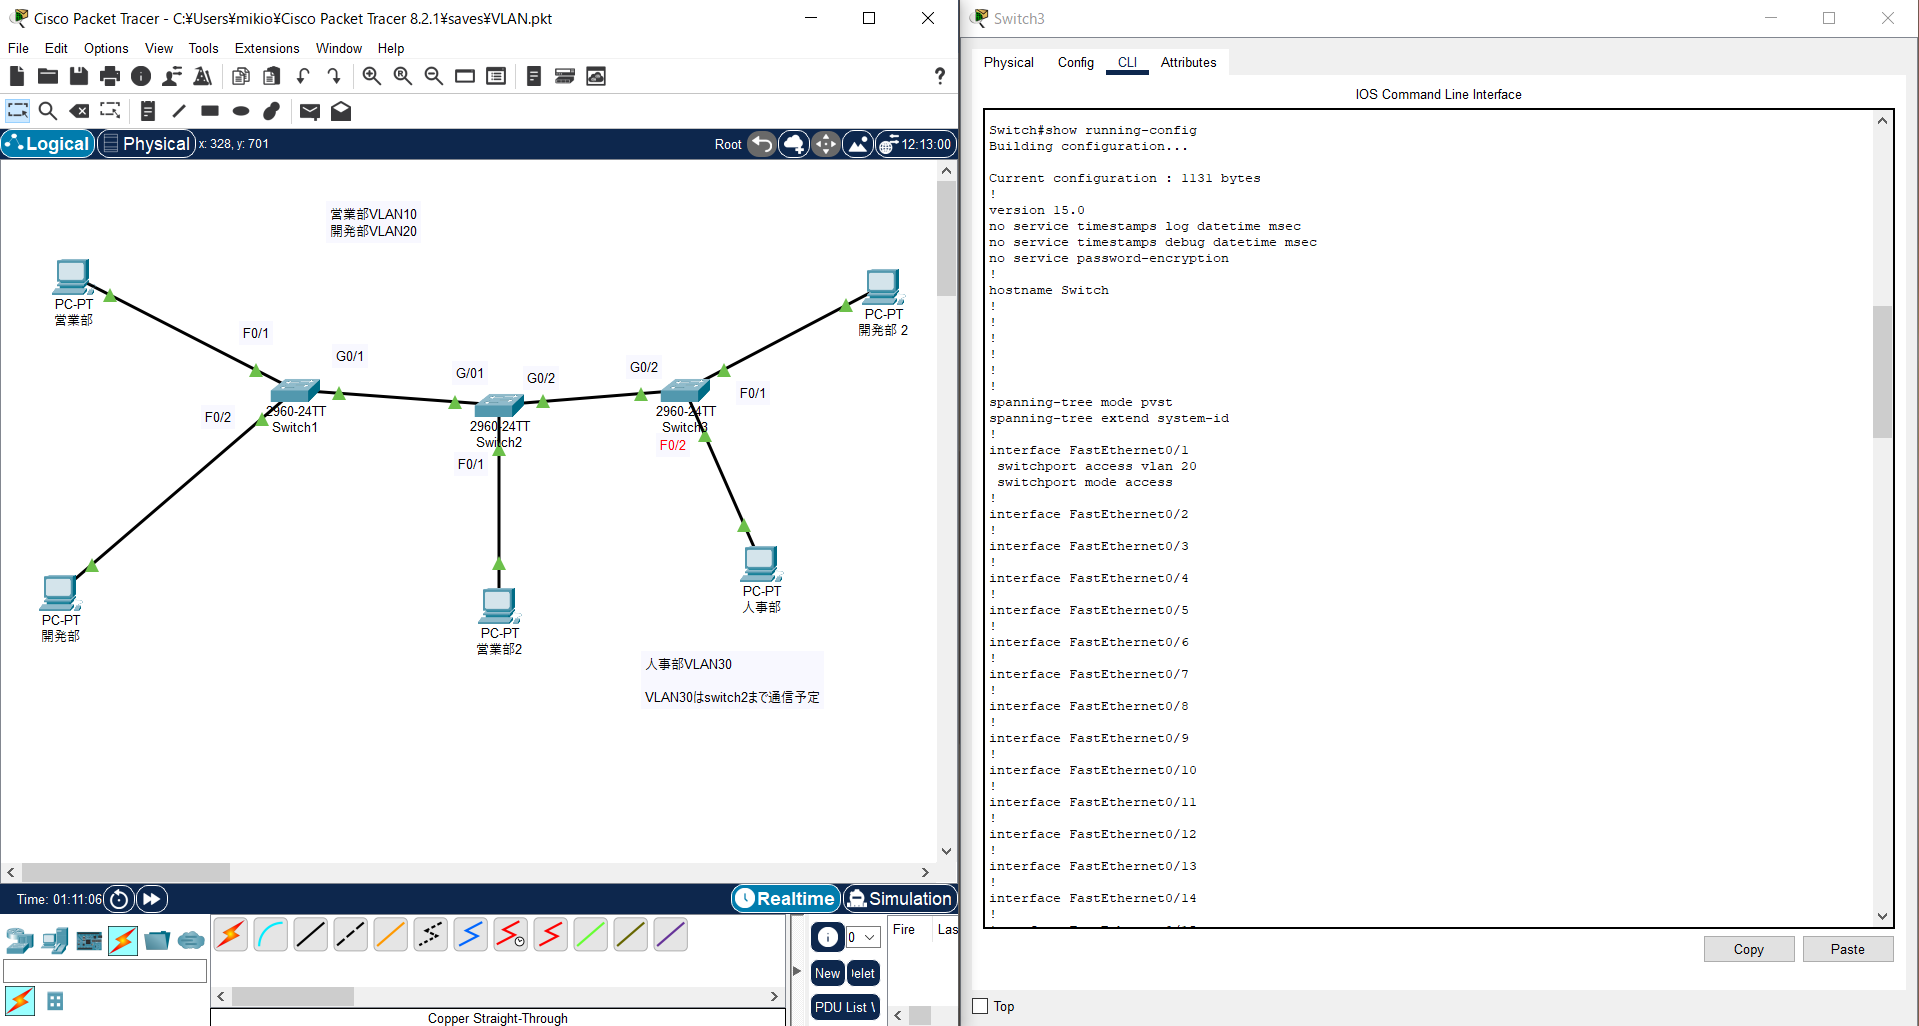 Cisco Packet Tracer - C:¥Users¥mikio¥Cisco Packet Tracer 8.2.1¥saves¥VLAN.pkt
File Edit Options View Tools Extensions Window Help
?
Logical Physical x: 328, y: 701 Root 12:13:00
営業部VLAN10
開発部VLAN20
PC-PT
営業部
PC-PT
開発部 2
F0/1
G0/1
G/01
G0/2
G0/2
F0/1
F0/2
2960-24TT
Switch1
2960-24TT
Switch2
2960-24TT
Switch3
F0/2
F0/1
PC-PT
人事部
PC-PT
開発部
PC-PT
営業部2
人事部VLAN30
VLAN30はswitch2まで通信予定
Time: 01:11:06 Realtime Simulation
0
Fire Las
New elet
PDU List \
Copper Straight-Through
Switch3
Physical Config CLI Attributes
IOS Command Line Interface
Switch#show running-config
Building configuration...
Current configuration : 1131 bytes
!
version 15.0
no service timestamps log datetime msec
no service timestamps debug datetime msec
no service password-encryption
!
hostname Switch
!
!
!
!
!
!
spanning-tree mode pvst
spanning-tree extend system-id
!
interface FastEthernet0/1
switchport access vlan 20
switchport mode access
!
interface FastEthernet0/2
!
interface FastEthernet0/3
!
interface FastEthernet0/4
!
interface FastEthernet0/5
!
interface FastEthernet0/6
!
interface FastEthernet0/7
!
interface FastEthernet0/8
!
interface FastEthernet0/9
!
interface FastEthernet0/10
!
interface FastEthernet0/11
!
interface FastEthernet0/12
!
interface FastEthernet0/13
!
interface FastEthernet0/14
!
Copy Paste
Top